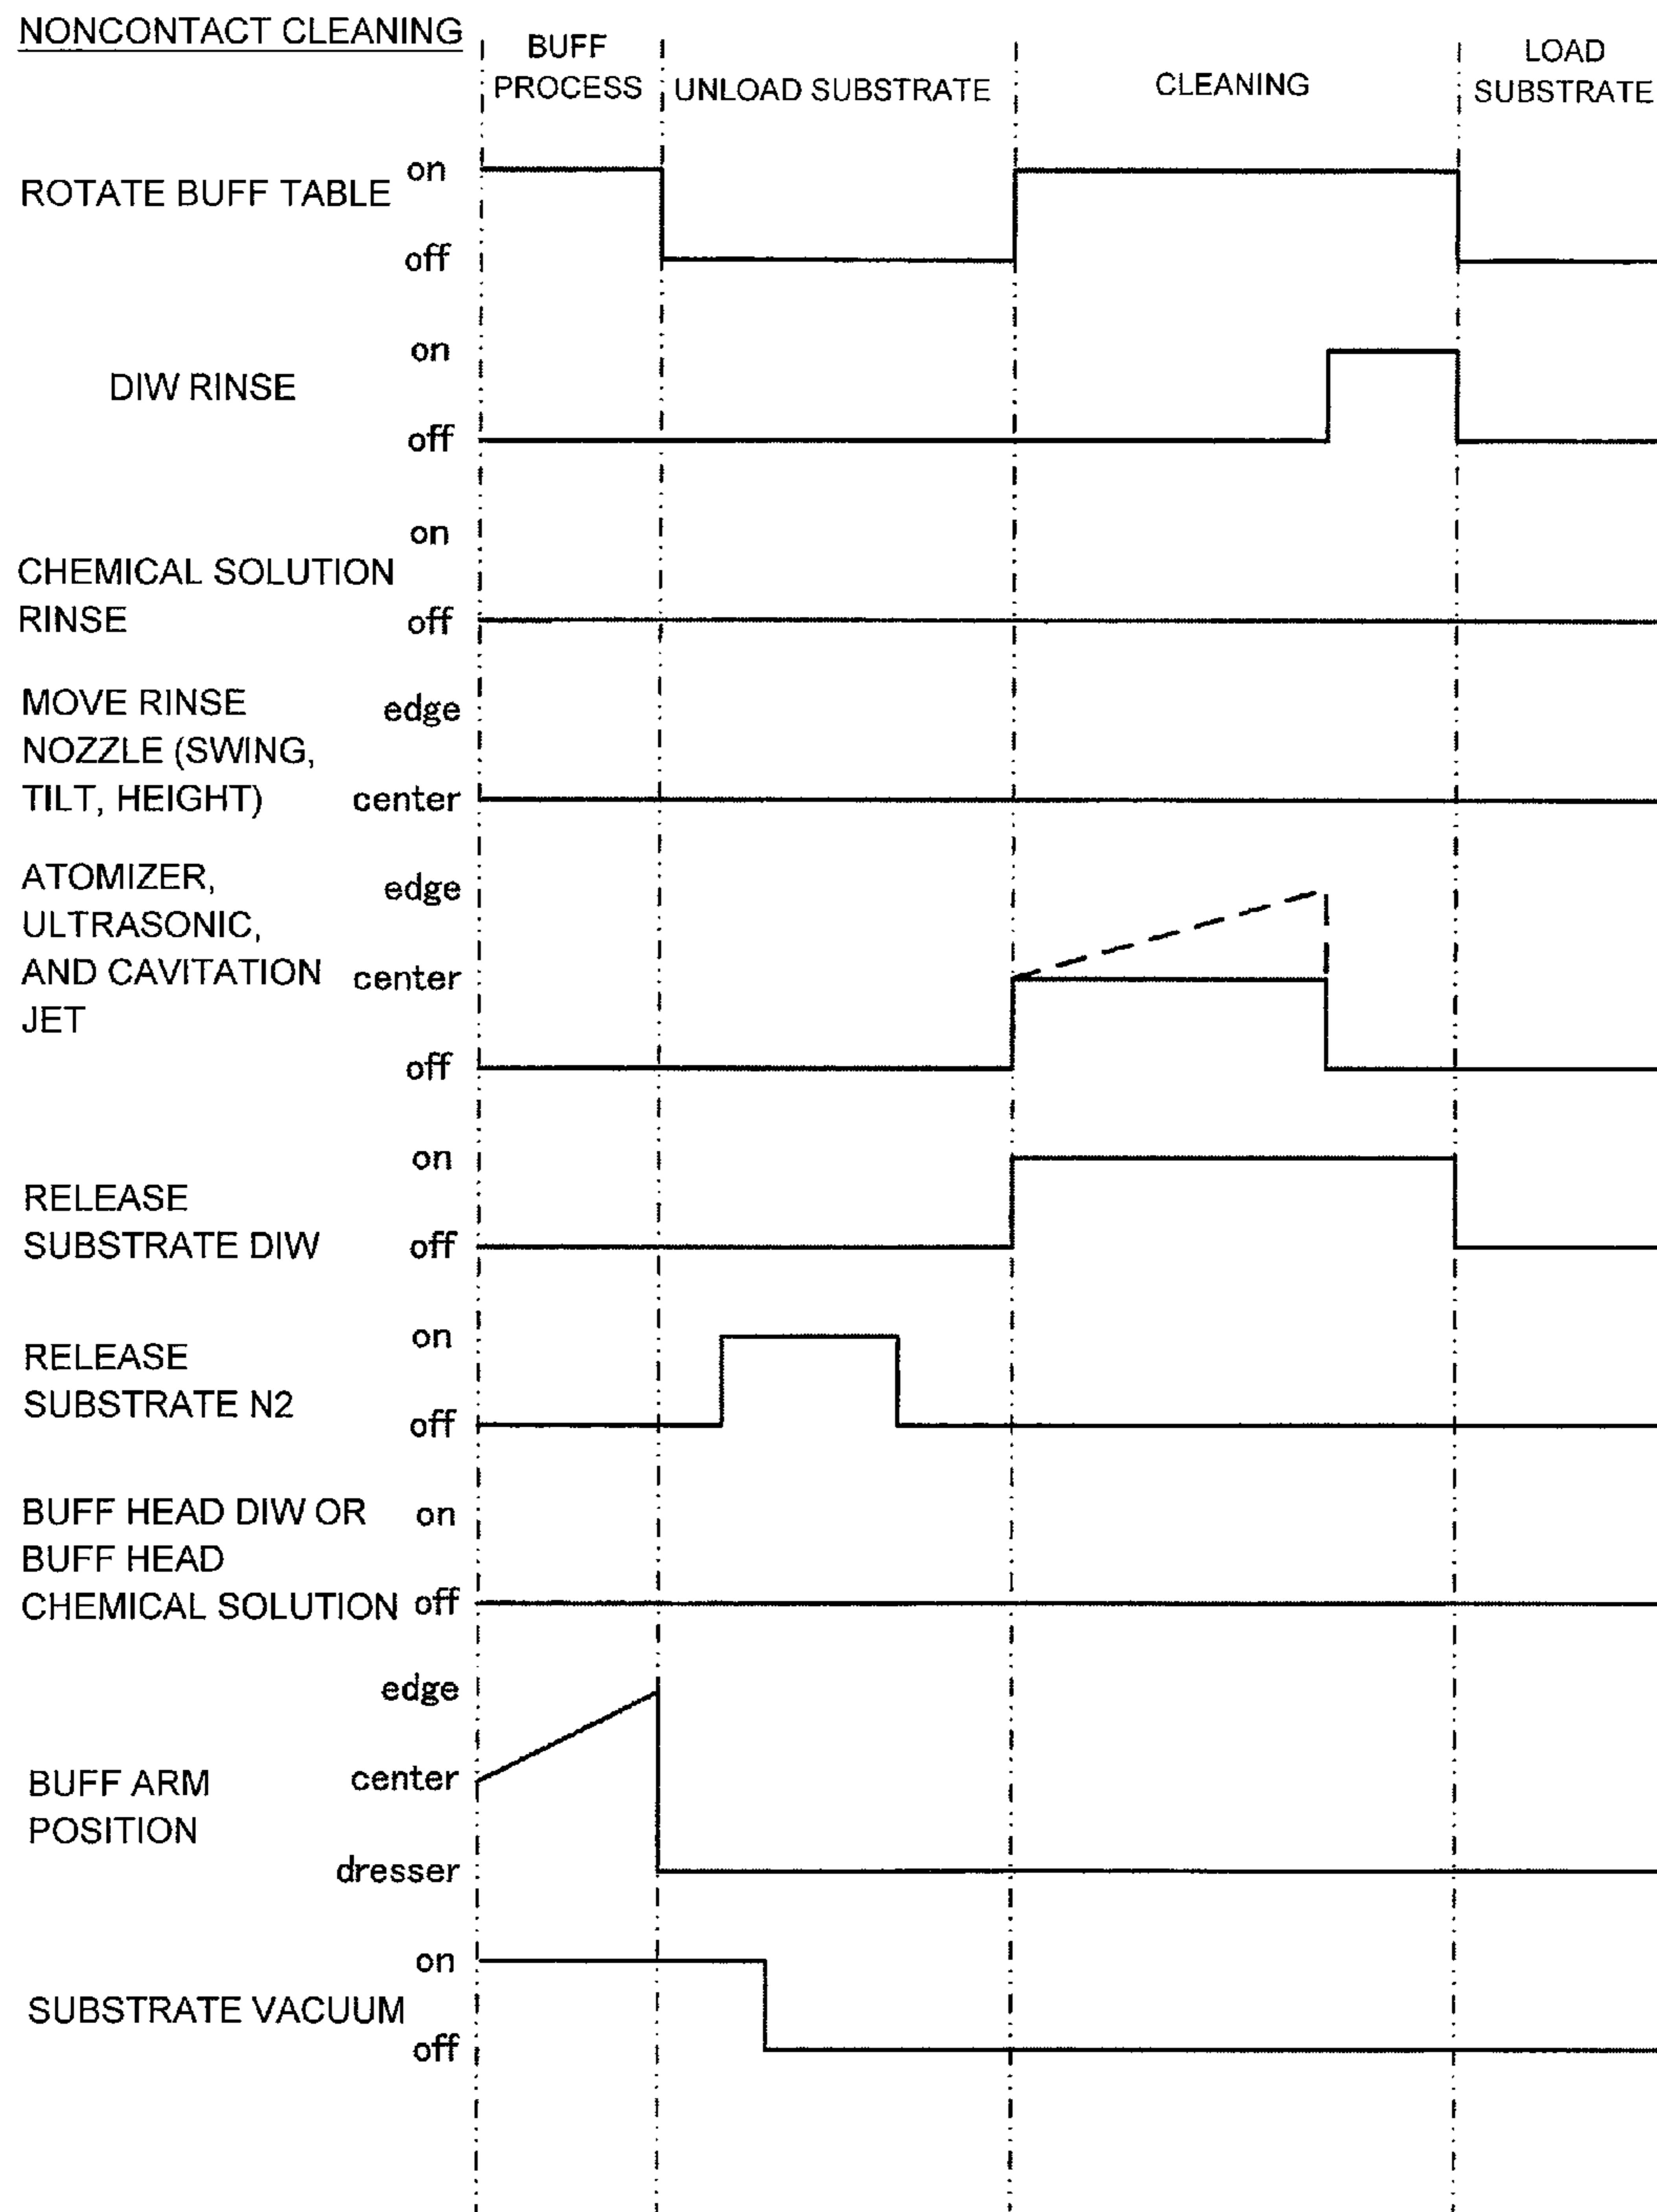 NONCONTACT CLEANING
BUFF
PROCESS
UNLOAD SUBSTRATE
CLEANING
LOAD
SUBSTRATE
ROTATE BUFF TABLE
on
off
DIW RINSE
on
off
CHEMICAL SOLUTION
RINSE
on
off
MOVE RINSE
NOZZLE (SWING,
TILT, HEIGHT)
edge
center
ATOMIZER,
ULTRASONIC,
AND CAVITATION
JET
edge
center
off
RELEASE
SUBSTRATE DIW
on
off
RELEASE
SUBSTRATE N2
on
off
BUFF HEAD DIW OR
BUFF HEAD
CHEMICAL SOLUTION
on
off
BUFF ARM
POSITION
edge
center
dresser
SUBSTRATE VACUUM
on
off